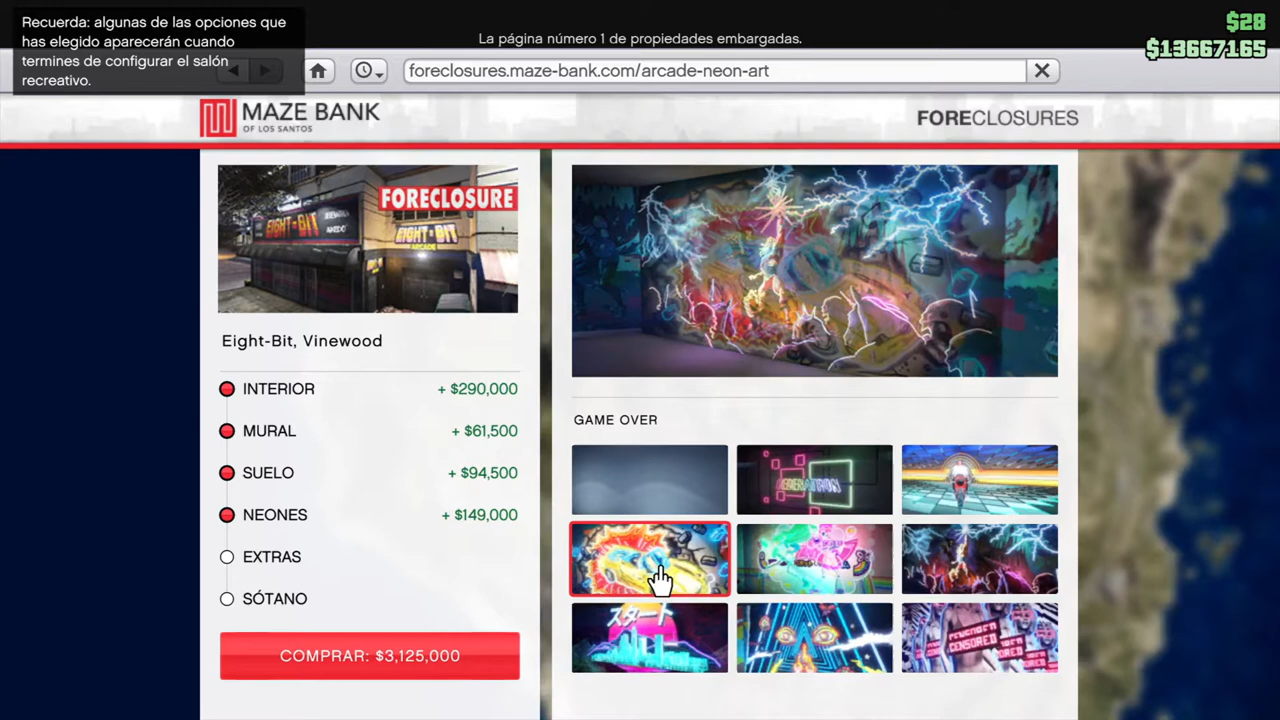 Recuerda: algunas de las opciones que
has elegido aparecerán cuando
termines de configurar el salón
recreativo.
La página número 1 de propiedades embargadas.
$28
$13667165
foreclosures.maze-bank.com/arcade-neon-art
MAZE BANK
OF LOS SANTOS
FORECLOSURES
FORECLOSURE
EIGHT-BIT
EIGHT-BIT
ARCADE
Eight-Bit, Vinewood
INTERIOR + $290,000
MURAL + $61,500
SUELO + $94,500
NEONES + $149,000
EXTRAS
SÓTANO
COMPRAR: $3,125,000
GAME OVER
スタート
CENSORED